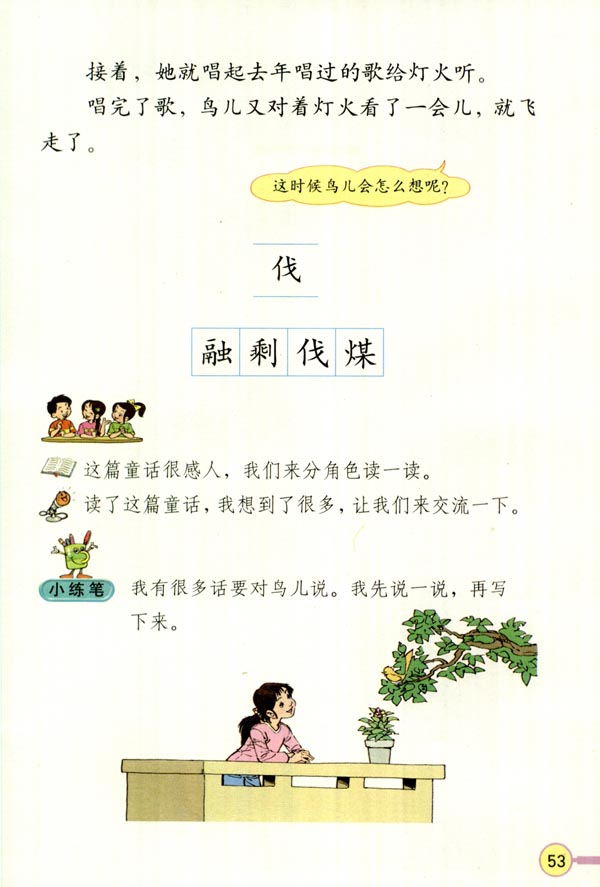 接着，她就唱起去年唱过的歌给灯火听。
唱完了歌，鸟儿又对着灯火看了一会儿，就飞
走了。
这时候鸟儿会怎么想呢？
伐
融剩伐煤
这篇童话很感人，我们来分角色读一读。
读了这篇童话，我想到了很多，让我们来交流一下。
小练笔
我有很多话要对鸟儿说。我先说一说，再写
下来。
53